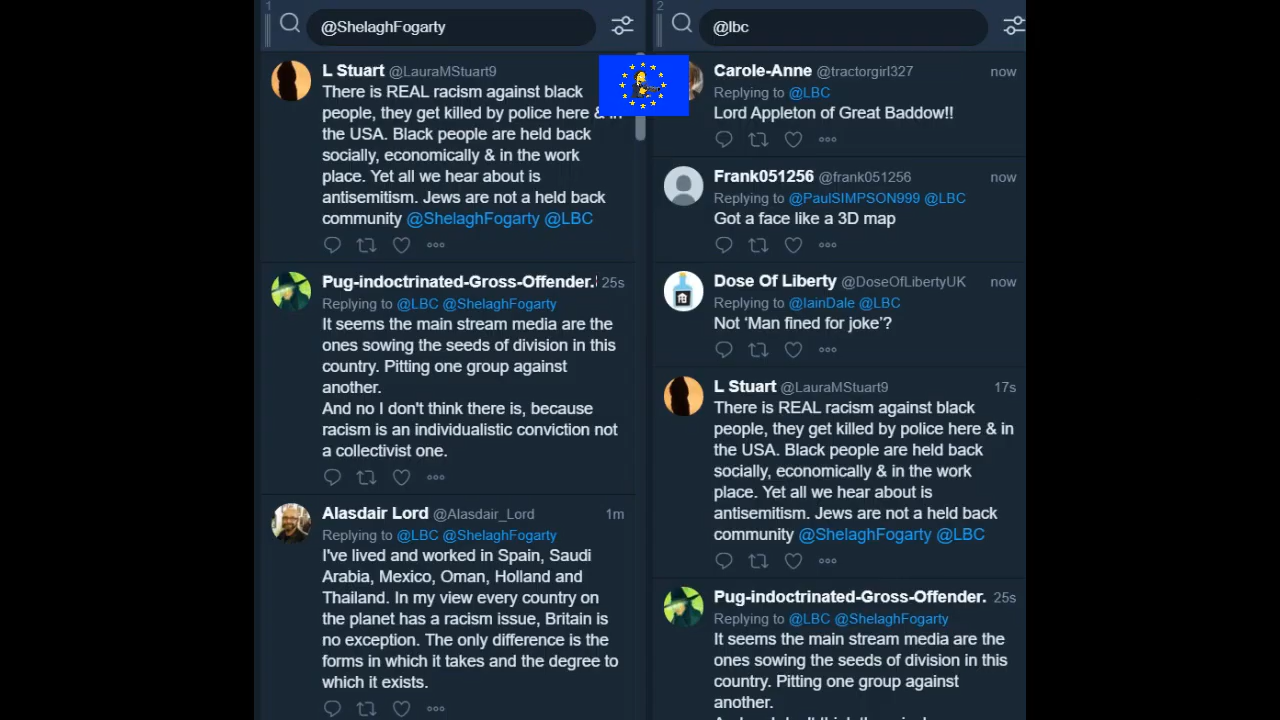 1
@ShelaghFogarty
L Stuart @LauraMStuart9
There is REAL racism against black
people, they get killed by police here & in
the USA. Black people are held back
socially, economically & in the work
place. Yet all we hear about is
antisemitism. Jews are not a held back
community @ShelaghFogarty @LBC
Pug-indoctrinated-Gross-Offender. 25s
Replying to @LBC @ShelaghFogarty
It seems the main stream media are the
ones sowing the seeds of division in this
country. Pitting one group against
another.
And no I don't think there is, because
racism is an individualistic conviction not
a collectivist one.
Alasdair Lord @Alasdair_Lord 1m
Replying to @LBC @ShelaghFogarty
I've lived and worked in Spain, Saudi
Arabia, Mexico, Oman, Holland and
Thailand. In my view every country on
the planet has a racism issue, Britain is
no exception. The only difference is the
forms in which it takes and the degree to
which it exists.
2
@lbc
Carole-Anne @tractorgirl327 now
Replying to @LBC
Lord Appleton of Great Baddow!!
Frank051256 @frank051256 now
Replying to @PaulSIMPSON999 @LBC
Got a face like a 3D map
Dose Of Liberty @DoseOfLibertyUK now
Replying to @IainDale @LBC
Not ‘Man fined for joke’?
L Stuart @LauraMStuart9 17s
There is REAL racism against black
people, they get killed by police here & in
the USA. Black people are held back
socially, economically & in the work
place. Yet all we hear about is
antisemitism. Jews are not a held back
community @ShelaghFogarty @LBC
Pug-indoctrinated-Gross-Offender. 25s
Replying to @LBC @ShelaghFogarty
It seems the main stream media are the
ones sowing the seeds of division in this
country. Pitting one group against
another.